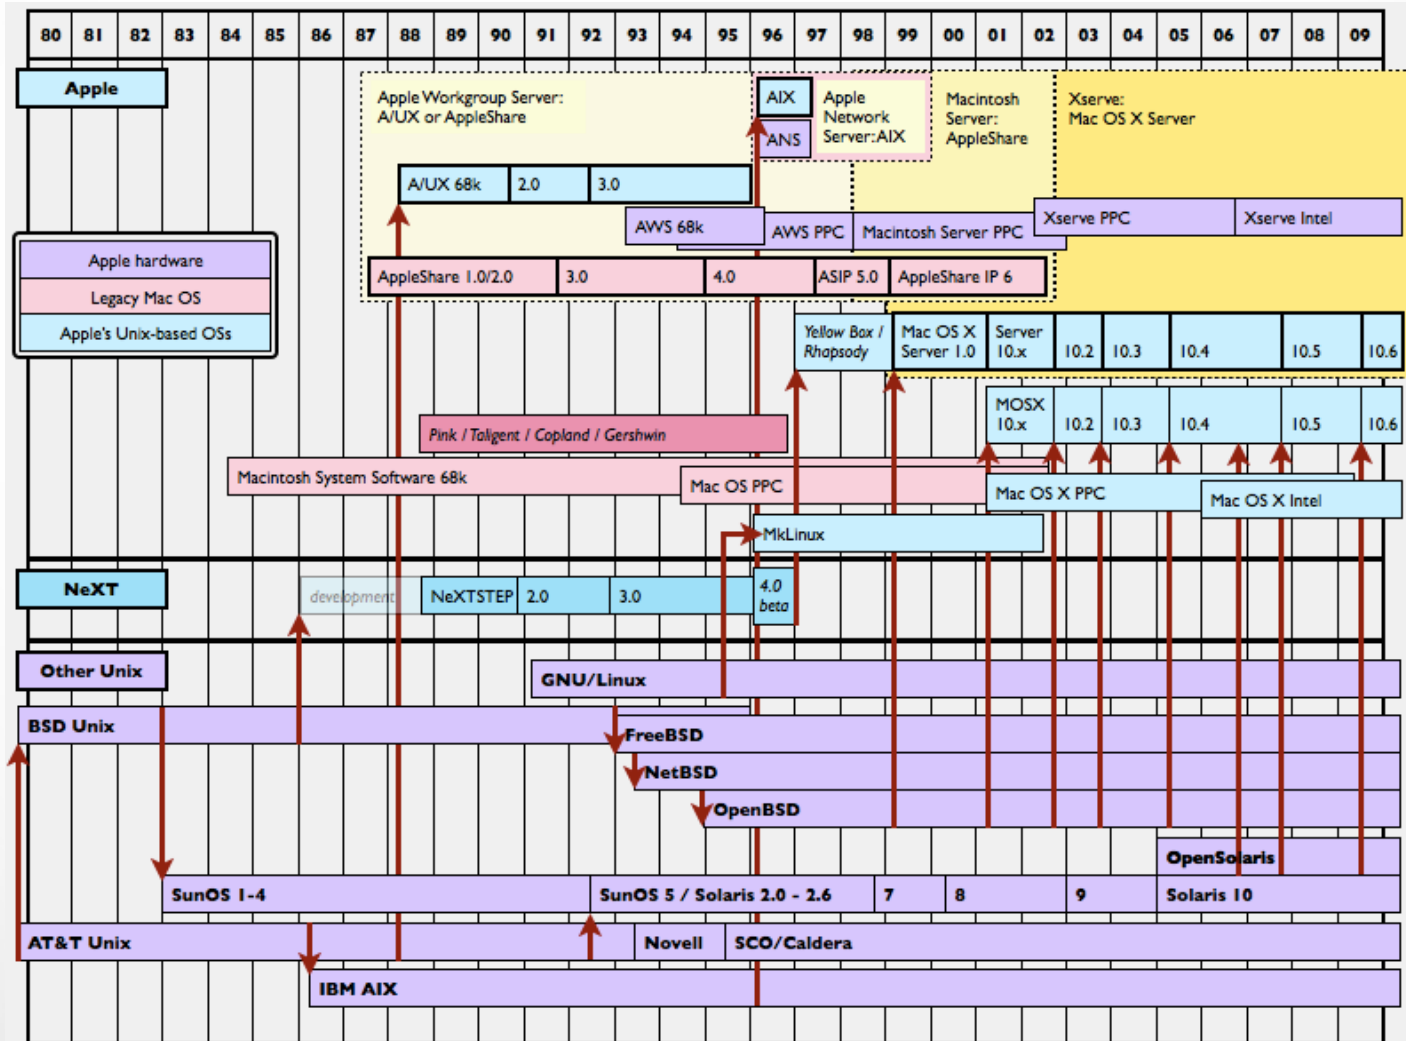 80 81 82 83 84 85 86 87 88 89 90 91 92 93 94 95 96 97 98 99 00 01 02 03 04 05 06 07 08 09
Apple
Apple Workgroup Server:
A/UX or AppleShare
AIX
ANS
Apple
Network
Server:AIX
Macintosh
Server:
AppleShare
Xserve:
Mac OS X Server
A/UX 68k 2.0 3.0
AWS 68k
AWS PPC
Macintosh Server PPC
Xserve PPC
Xserve Intel
Apple hardware
Legacy Mac OS
Apple's Unix-based OSs
AppleShare 1.0/2.0 3.0 4.0 ASIP 5.0 AppleShare IP 6
Yellow Box /
Rhapsody
Mac OS X
Server 1.0
Server
10.x
10.2 10.3 10.4 10.5 10.6
MOSX
10.x
10.2 10.3 10.4 10.5 10.6
Pink / Taligent / Copland / Gershwin
Macintosh System Software 68k
Mac OS PPC
Mac OS X PPC
Mac OS X Intel
MkLinux
NeXT
development
NeXTSTEP 2.0 3.0
4.0
beta
Other Unix
GNU/Linux
BSD Unix
FreeBSD
NetBSD
OpenBSD
OpenSolaris
SunOS 1-4
SunOS 5 / Solaris 2.0 - 2.6
7 8 9
Solaris 10
AT&T Unix
Novell
SCO/Caldera
IBM AIX